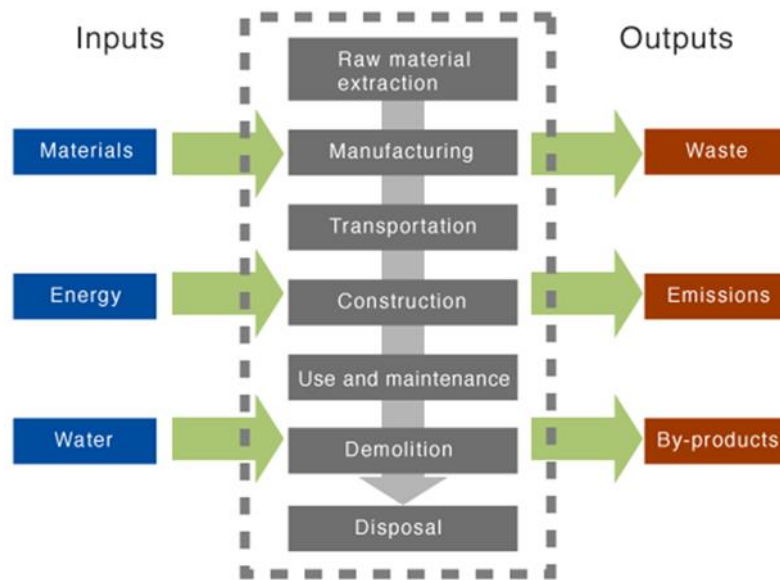 Inputs
Outputs
Raw material
extraction
Materials
Manufacturing
Waste
Transportation
Energy
Construction
Emissions
Use and maintenance
Water
Demolition
By-products
Disposal